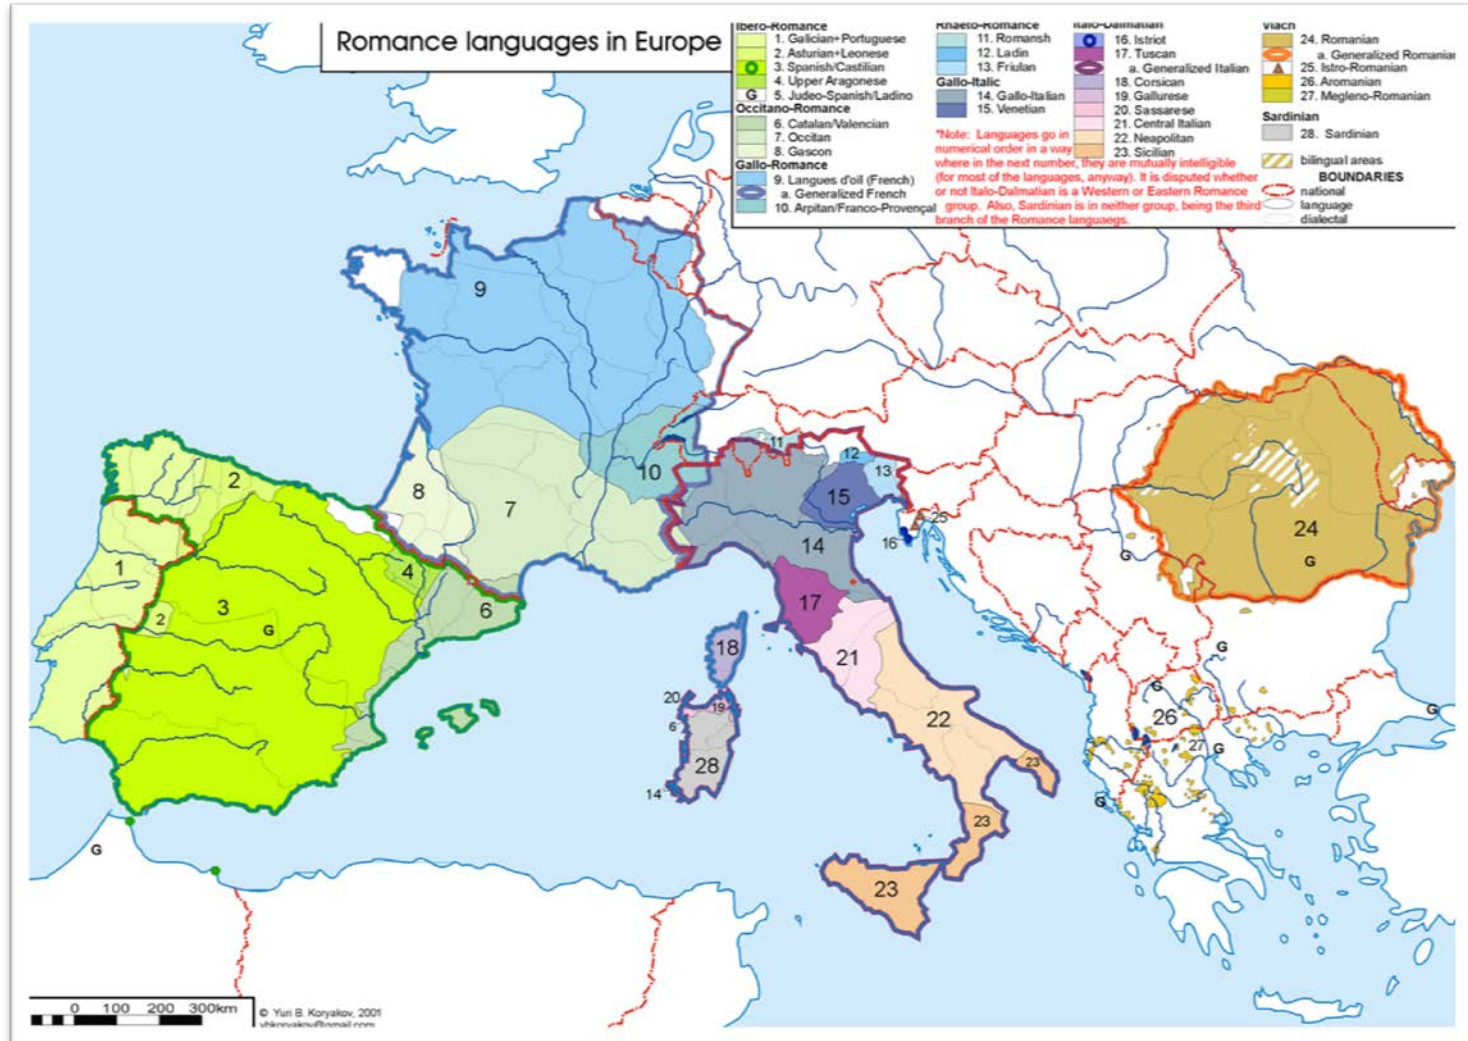 Romance languages in Europe
Ibero-Romance
1. Galician+Portuguese
2. Asturian+Leonese
3. Spanish/Castilian
4. Upper Aragonese
G 5. Judeo-Spanish/Ladino
Occitano-Romance
6. Catalan/Valencian
7. Occitan
8. Gascon
Gallo-Romance
9. Langues d'oïl (French)
a. Generalized French
10. Arpitan/Franco-Provençal
Rhaeto-Romance
11. Romansh
12. Ladin
13. Friulan
Gallo-Italic
14. Gallo-Italian
15. Venetian
*Note: Languages go in
numerical order in a way
where in the next number, they are mutually intelligible
(for most of the languages, anyway). It is disputed whether
or not Italo-Dalmatian is a Western or Eastern Romance
group. Also, Sardinian is in neither group, being the third
branch of the Romance languaegs.
Italo-Dalmatian
16. Istriot
17. Tuscan
a. Generalized Italian
18. Corsican
19. Gallurese
20. Sassarese
21. Central Italian
22. Neapolitan
23. Sicilian
Vlach
24. Romanian
a. Generalized Romanian
25. Istro-Romanian
26. Aromanian
27. Megleno-Romanian
Sardinian
28. Sardinian
bilingual areas
BOUNDARIES
national
language
dialectal
9
11
12
13
10
15
2
8
7
25
16
14
24
G
G
1
4
3
17
6
2
G
18
21
G
20
19
G
26
G
6
22
27
G
28
23
14
G
23
G
23
0 100 200 300km
© Yuri B. Koryakov, 2001
ybkoryakov@gmail.com